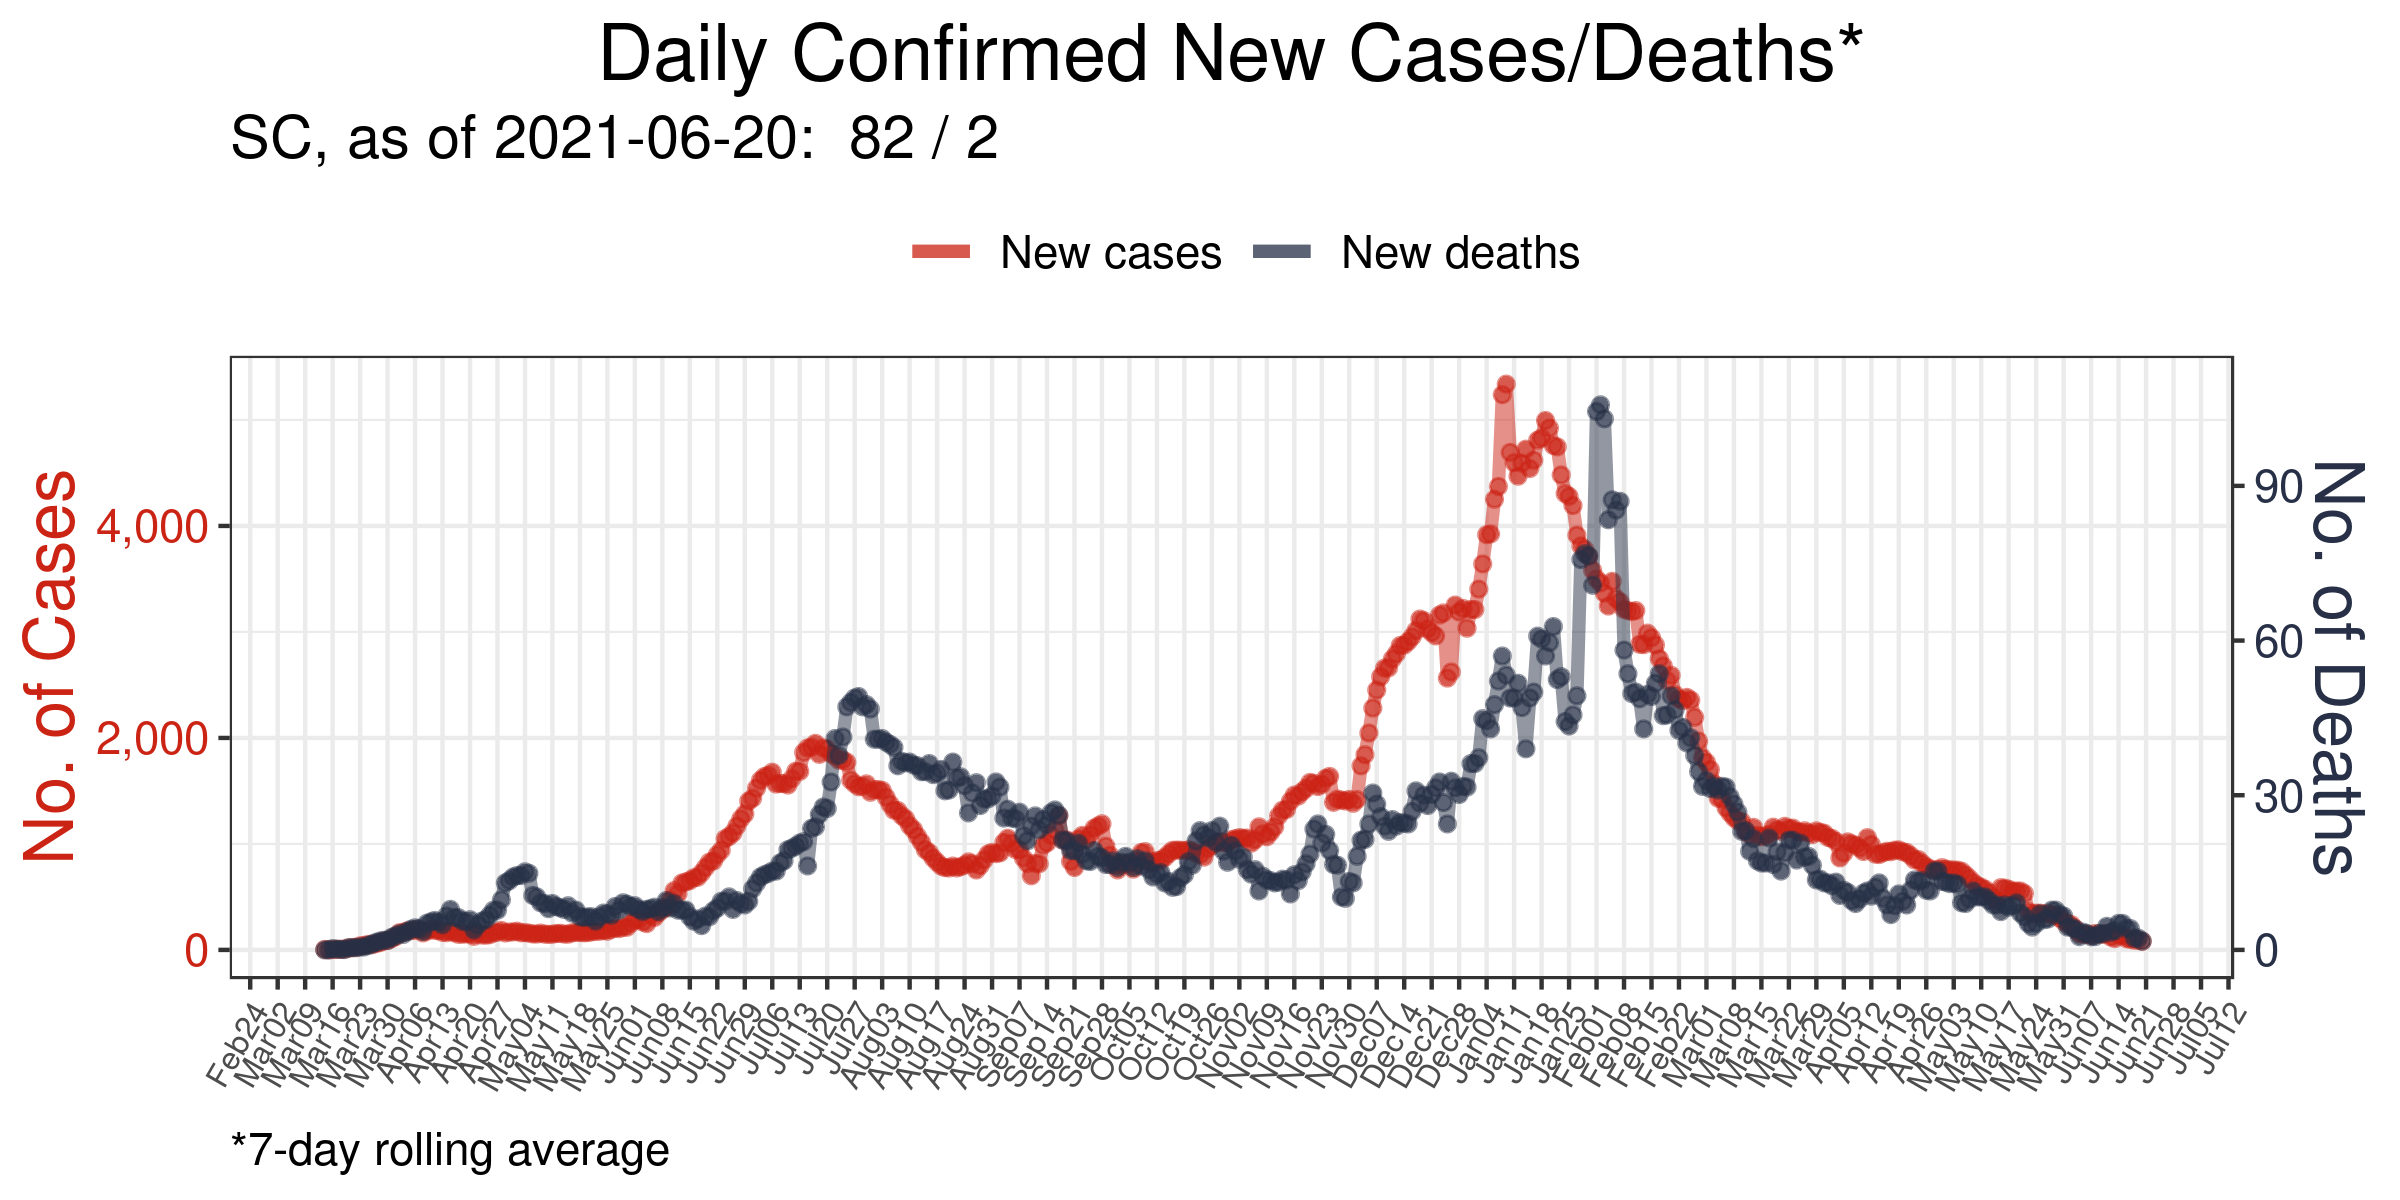 Daily Confirmed New Cases/Deaths*
SC, as of 2021-06-20:  82 / 2
New cases
New deaths
No. of Cases
4,000
2,000
0
90
60
30
0
No. of Deaths
Feb24
Mar02
Mar09
Mar16
Mar23
Mar30
Apr06
Apr13
Apr20
Apr27
May04
May11
May18
May25
Jun01
Jun08
Jun15
Jun22
Jun29
Jul06
Jul13
Jul20
Jul27
Aug03
Aug10
Aug17
Aug24
Aug31
Sep07
Sep14
Sep21
Sep28
Oct05
Oct12
Oct19
Oct26
Nov02
Nov09
Nov16
Nov23
Nov30
Dec07
Dec14
Dec21
Dec28
Jan04
Jan11
Jan18
Jan25
Feb01
Feb08
Feb15
Feb22
Mar01
Mar08
Mar15
Mar22
Mar29
Apr05
Apr12
Apr19
Apr26
May03
May10
May17
May24
May31
Jun07
Jun14
Jun21
Jun28
Jul05
Jul12
*7-day rolling average